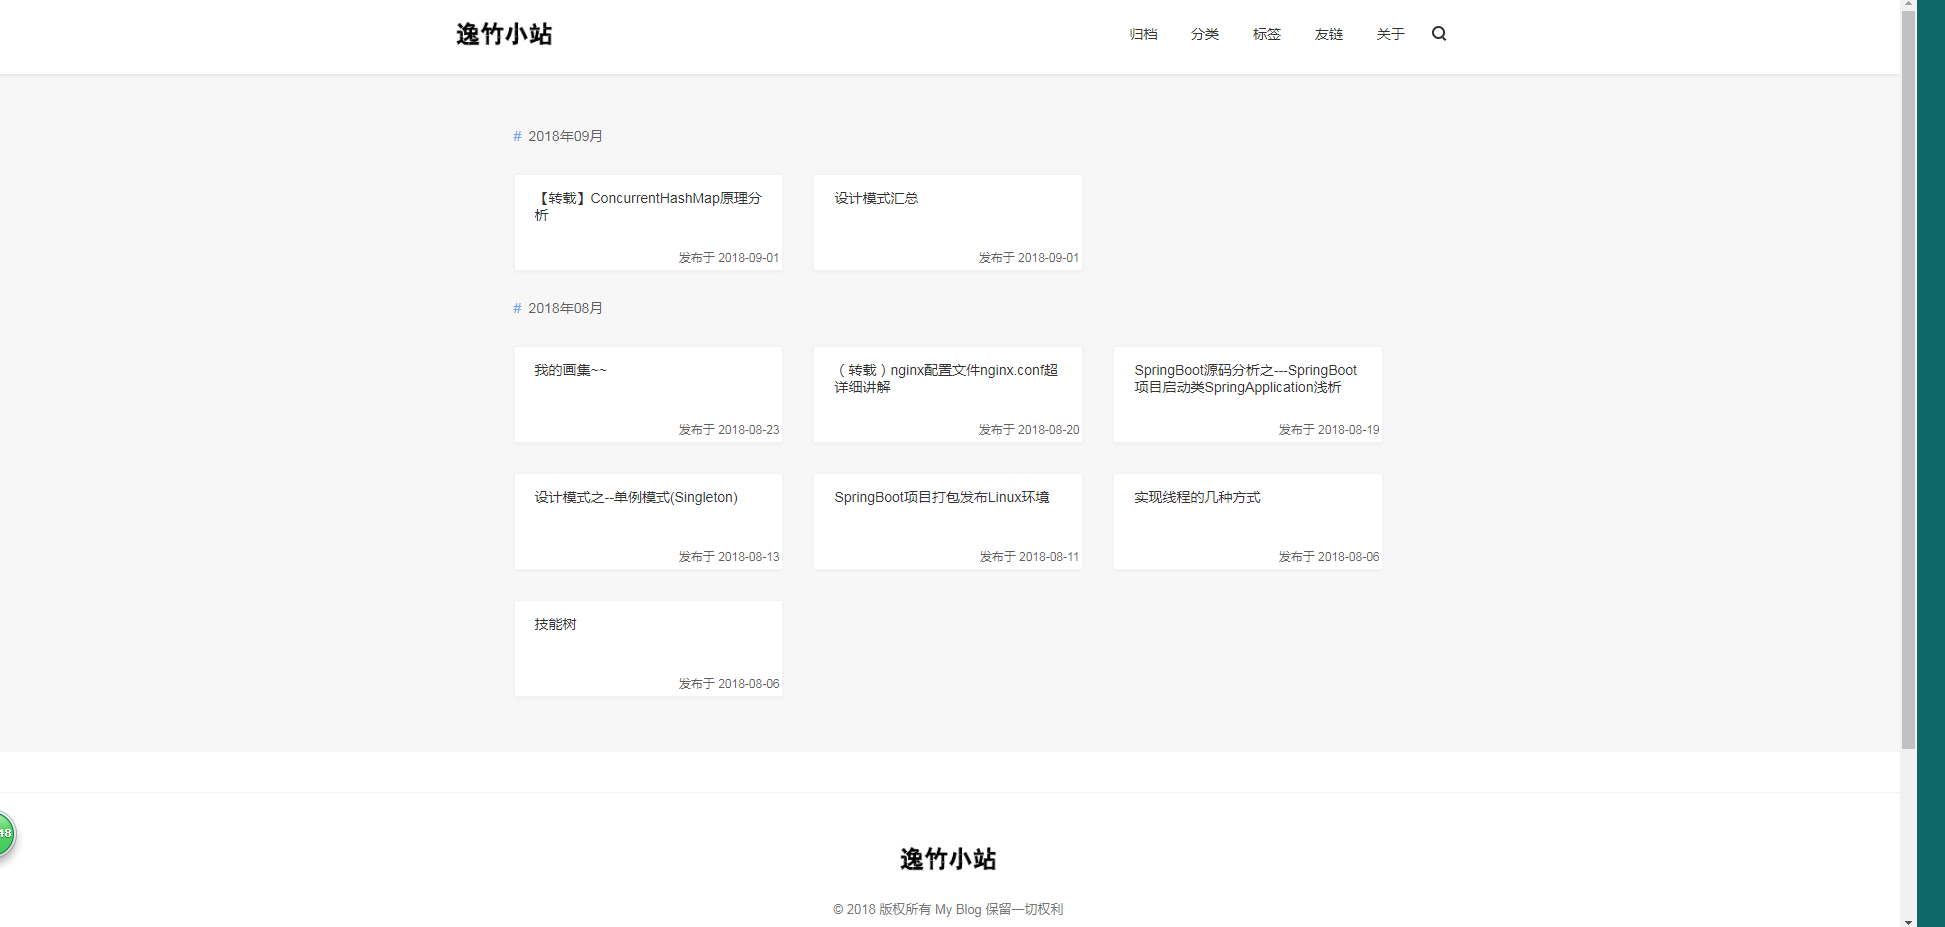 逸竹小站
归档 分类 标签 友链 关于
# 2018年09月
【转载】ConcurrentHashMap原理分
析
发布于 2018-09-01
设计模式汇总
发布于 2018-09-01
# 2018年08月
我的画集~~
发布于 2018-08-23
（转载）nginx配置文件nginx.conf超
详细讲解
发布于 2018-08-20
SpringBoot源码分析之---SpringBoot
项目启动类SpringApplication浅析
发布于 2018-08-19
设计模式之--单例模式(Singleton)
发布于 2018-08-13
SpringBoot项目打包发布Linux环境
发布于 2018-08-11
实现线程的几种方式
发布于 2018-08-06
技能树
发布于 2018-08-06
48
逸竹小站
© 2018 版权所有 My Blog 保留一切权利